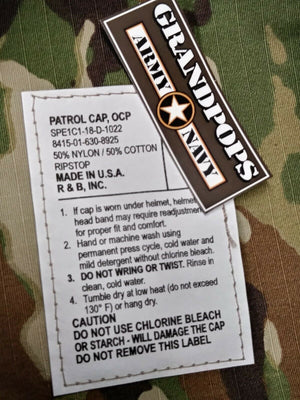 GRANDPOPS
ARMY NAVY
PATROL CAP, OCP
SPE1C1-18-D-1022
8415-01-630-8925
50% NYLON / 50% COTTON
RIPSTOP
MADE IN U.S.A.
R & B, INC.
1. If cap is worn under helmet, helmet
head band may require readjustment
for proper fit and comfort.
2. Hand or machine wash using
permanent press cycle, cold water and
mild detergent without chlorine bleach.
3. DO NOT WRING OR TWIST. Rinse in
clean, cold water.
4. Tumble dry at low heat (do not exceed
130° F) or hang dry.
CAUTION
DO NOT USE CHLORINE BLEACH
OR STARCH - WILL DAMAGE THE CAP
DO NOT REMOVE THIS LABEL